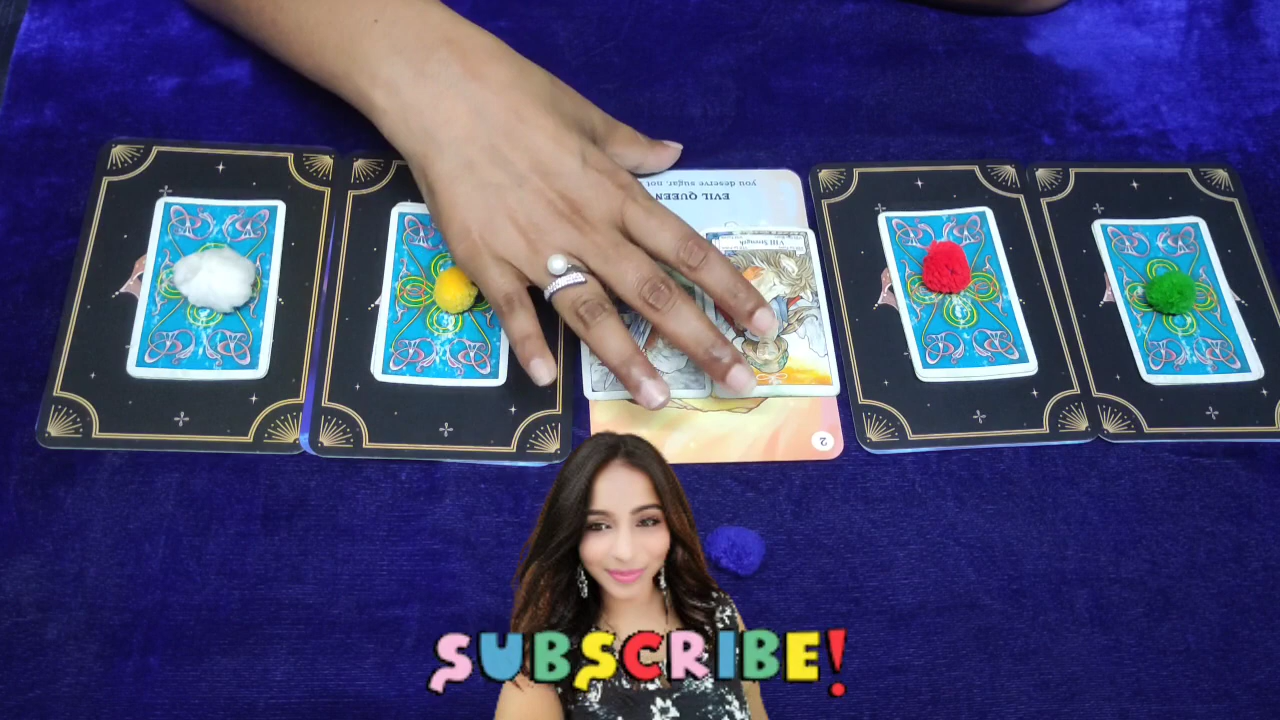 you deserve sugar, not
EVIL QUEEN
VIII Strength
2
SUBSCRIBE!